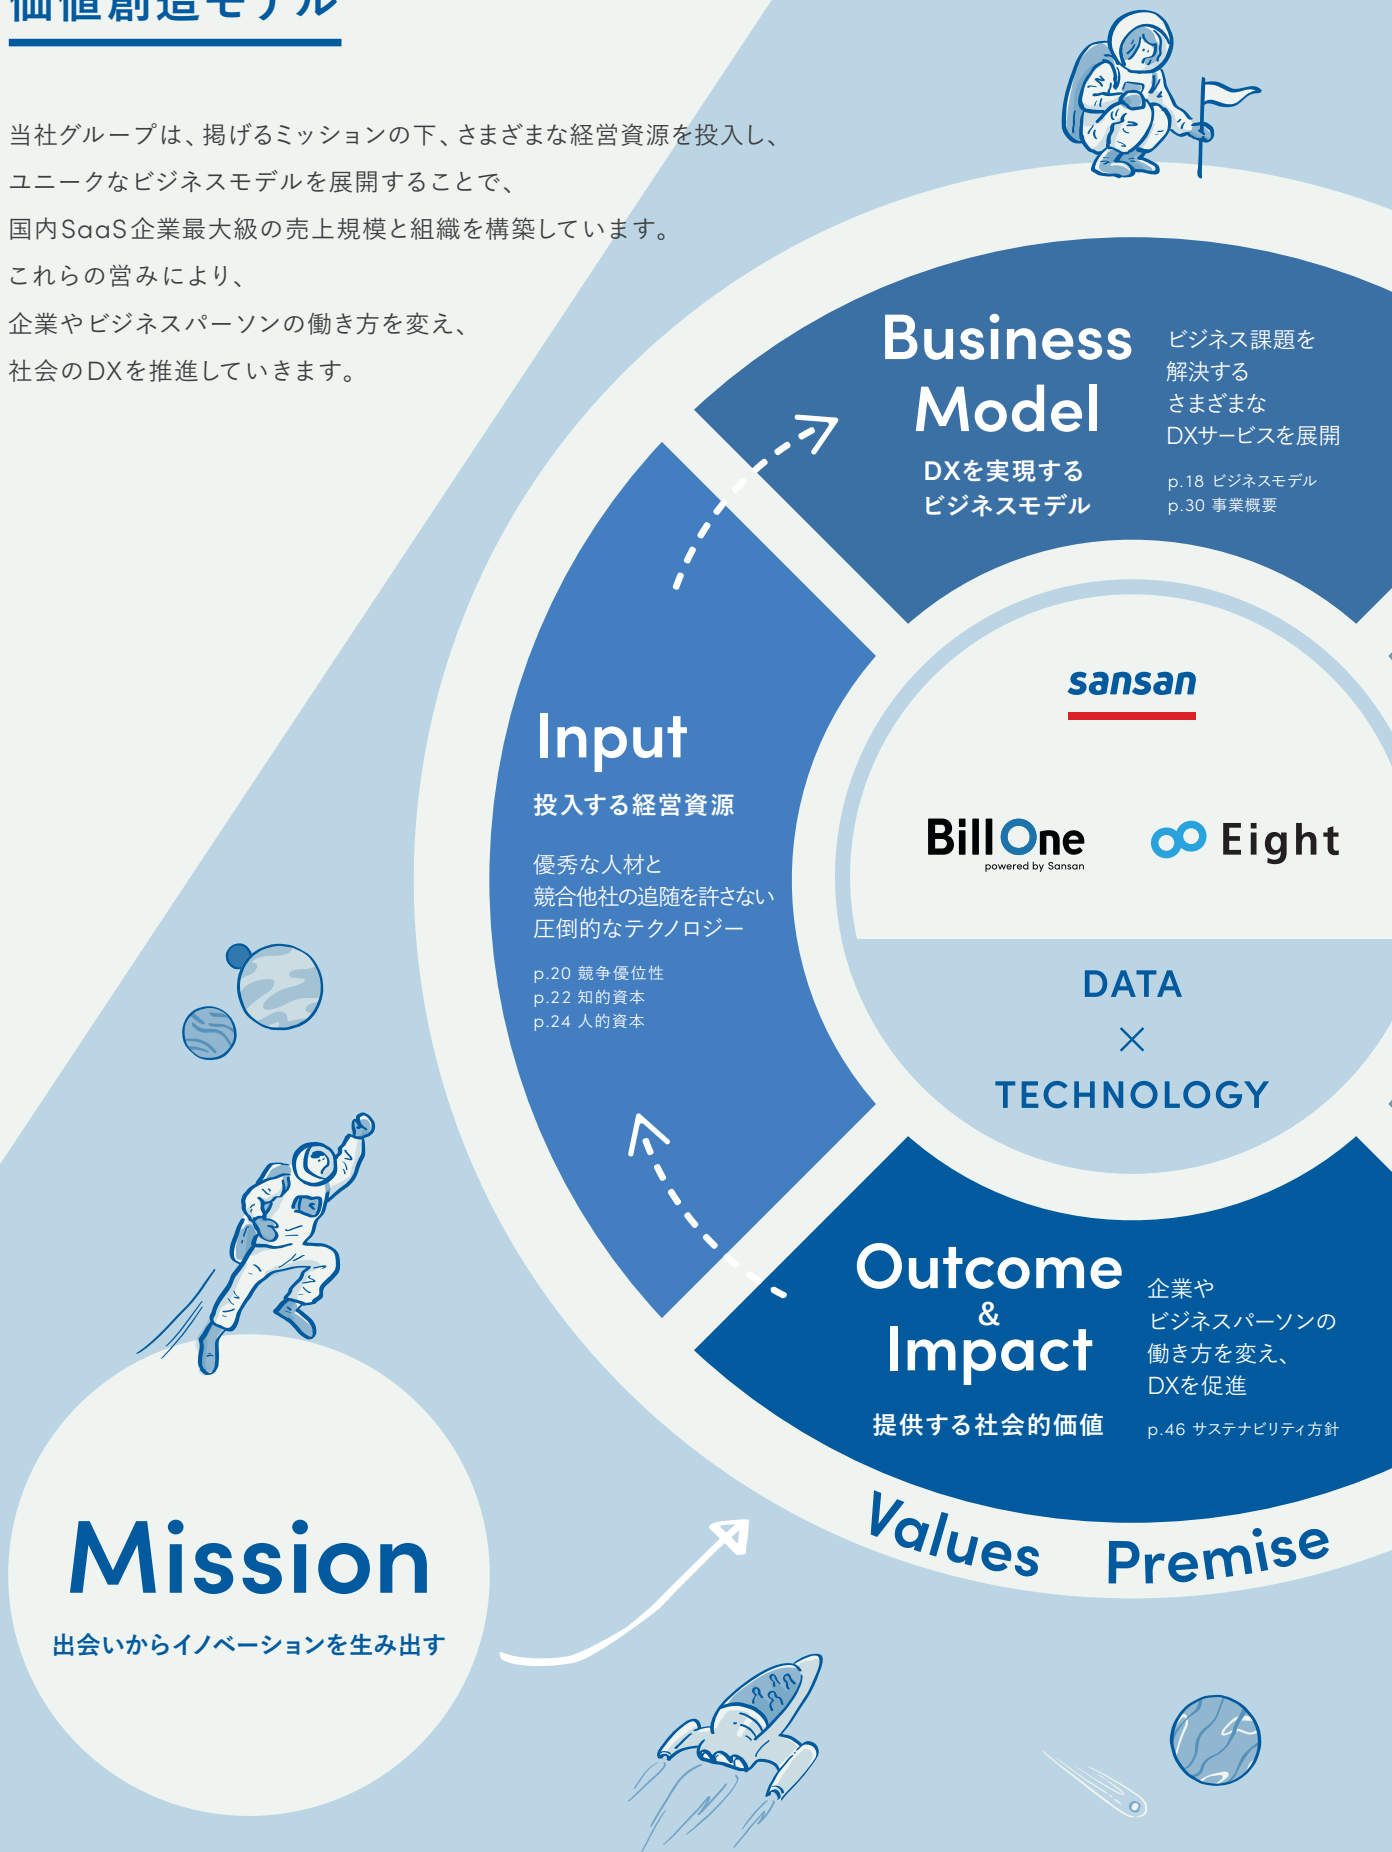 価値創造モデル
当社グループは、掲げるミッションの下、さまざまな経営資源を投入し、
ユニークなビジネスモデルを展開することで、
国内SaaS企業最大級の売上規模と組織を構築しています。
これらの営みにより、
企業やビジネスパーソンの働き方を変え、
社会のDXを推進していきます。
Business
Model
DXを実現する
ビジネスモデル
ビジネス課題を
解決する
さまざまな
DXサービスを展開
p.18 ビジネスモデル
p.30 事業概要
Input
投入する経営資源
優秀な人材と
競合他社の追随を許さない
圧倒的なテクノロジー
p.20 競争優位性
p.22 知的資本
p.24 人的資本
sansan
Bill One
powered by Sansan
Eight
DATA
×
TECHNOLOGY
Outcome
&
Impact
提供する社会的価値
企業や
ビジネスパーソンの
働き方を変え、
DXを促進
p.46 サステナビリティ方針
Values Premise
Mission
出会いからイノベーションを生み出す